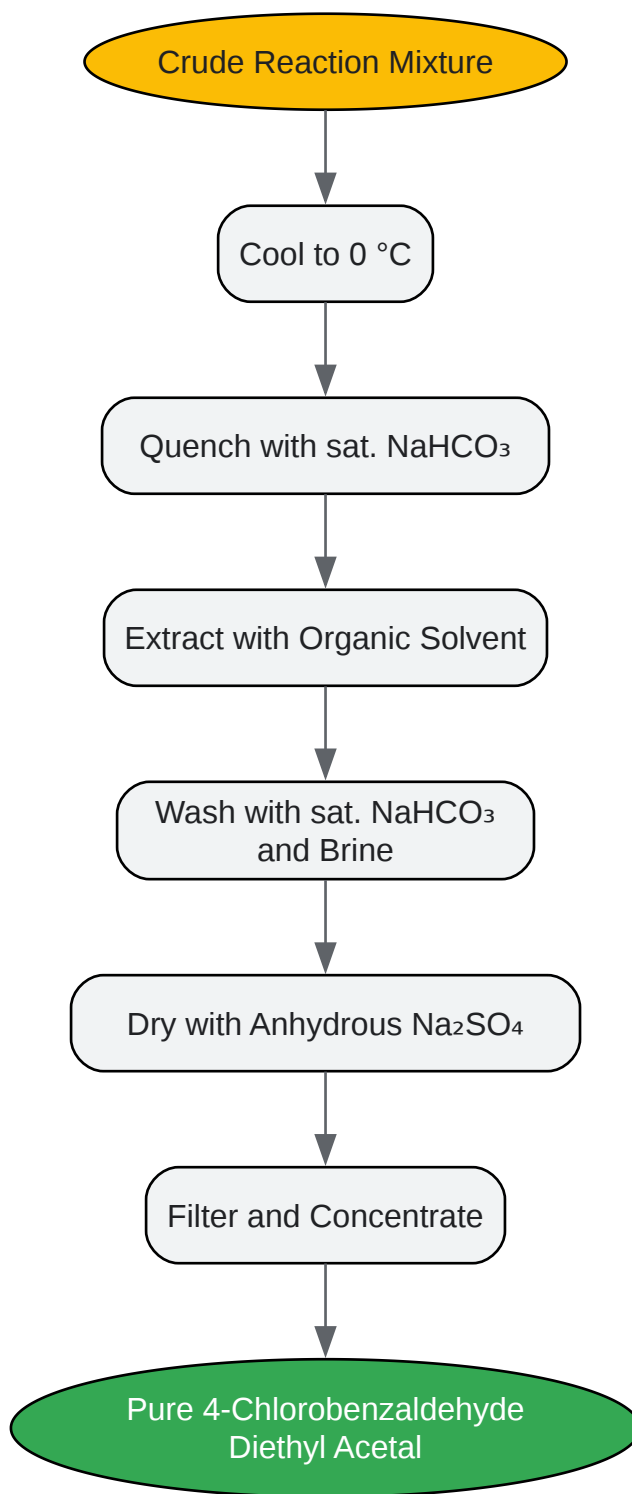 Crude Reaction Mixture
Cool to 0 °C
Quench with sat. NaHCO₃
Extract with Organic Solvent
Wash with sat. NaHCO₃
and Brine
Dry with Anhydrous Na₂SO₄
Filter and Concentrate
Pure 4-Chlorobenzaldehyde
Diethyl Acetal